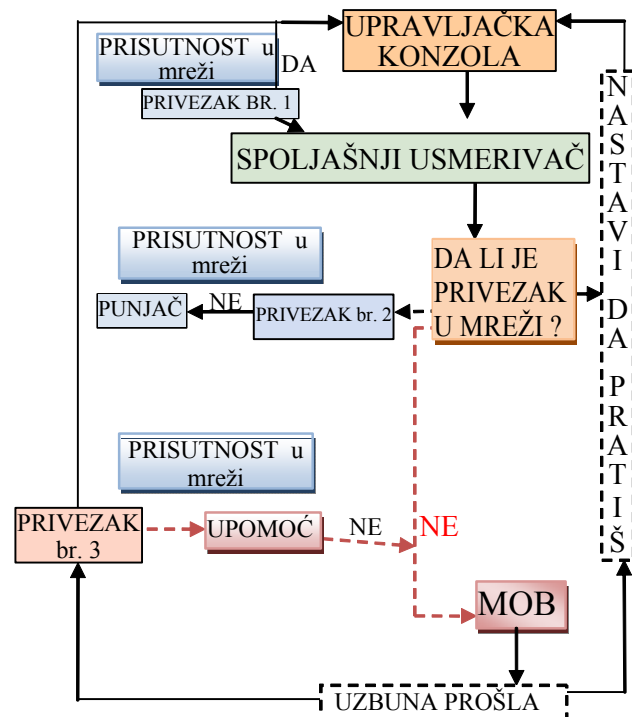 UPRAVLJAČKA
KONZOLA
PRISUTNOST u
mreži
DA
PRIVEZAK BR. 1
SPOLJAŠNJI USMERIVAČ
NASTAVI DA PRATIŠ
PRISUTNOST u
mreži
DA LI JE
PRIVEZAK
U MREŽI ?
PUNJAČ
NE
PRIVEZAK br. 2
PRISUTNOST u
mreži
PRIVEZAK
br. 3
UPOMOĆ
NE
NE
MOB
UZBUNA PROŠLA